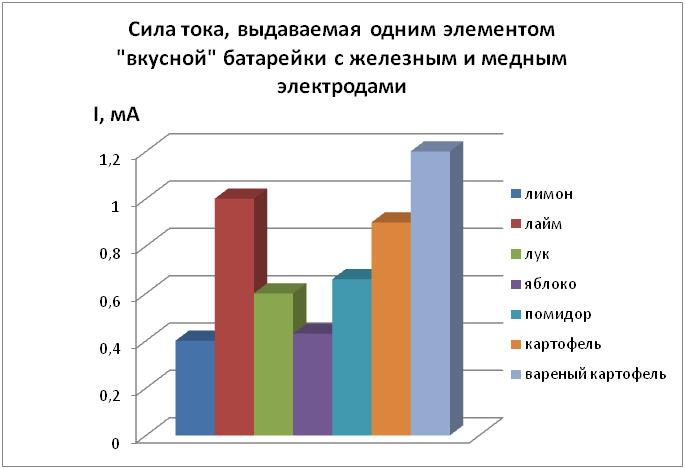 Сила тока, выдаваемая одним элементом
"вкусной" батарейки с железным и медным
электродами
I, мА
1,2
1
0,8
0,6
0,4
0,2
0
лимон
лайм
лук
яблоко
помидор
картофель
вареный картофель